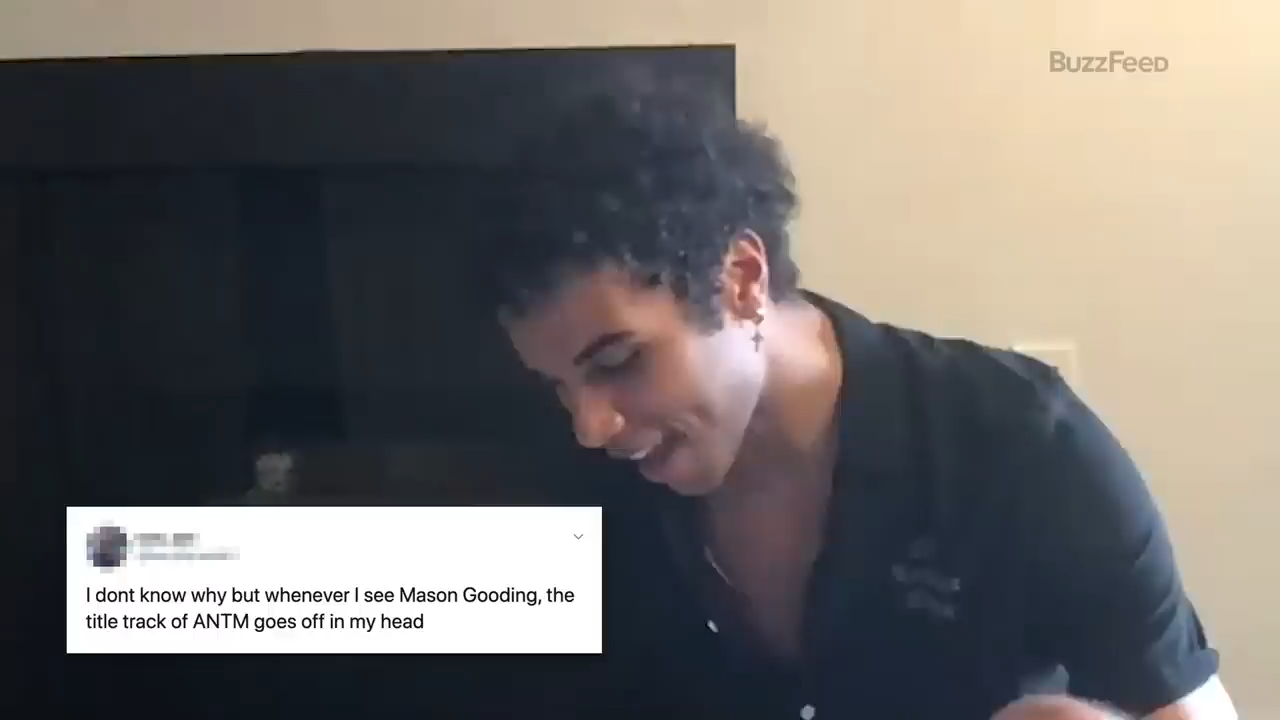 BuzzFeed
I dont know why but whenever I see Mason Gooding, the
title track of ANTM goes off in my head